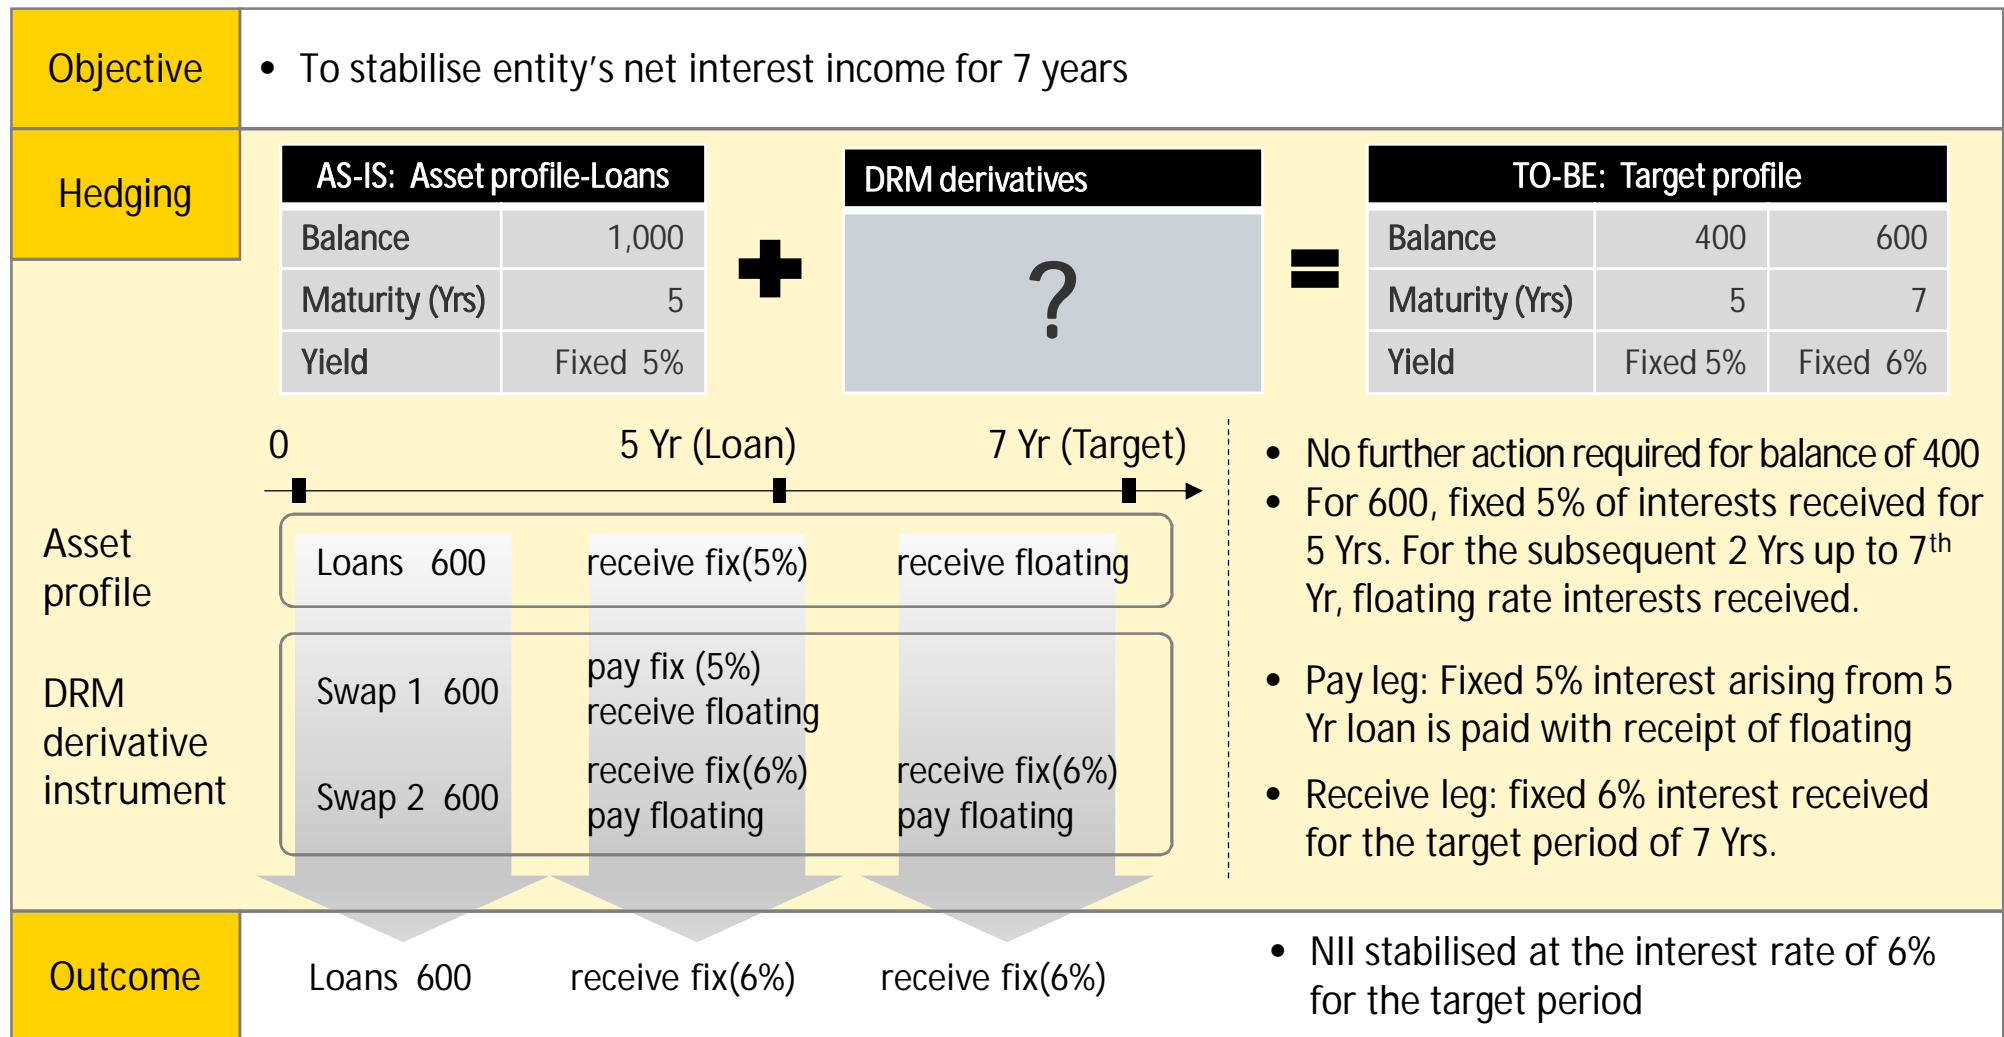 Objective
• To stabilise entity's net interest income for 7 years
Hedging
AS-IS: Asset profile-Loans
Balance 1,000
Maturity (Yrs) 5
Yield Fixed 5%
DRM derivatives
?
TO-BE: Target profile
Balance 400 600
Maturity (Yrs) 5 7
Yield Fixed 5% Fixed 6%
0 5 Yr (Loan) 7 Yr (Target)
Asset
profile
Loans 600 receive fix(5%) receive floating
DRM
derivative
instrument
Swap 1 600
pay fix (5%)
receive floating
Swap 2 600
receive fix(6%)
pay floating
receive fix(6%)
pay floating
• No further action required for balance of 400
• For 600, fixed 5% of interests received for
5 Yrs. For the subsequent 2 Yrs up to 7th
Yr, floating rate interests received.
• Pay leg: Fixed 5% interest arising from 5
Yr loan is paid with receipt of floating
• Receive leg: fixed 6% interest received
for the target period of 7 Yrs.
Outcome
Loans 600 receive fix(6%) receive fix(6%)
• NII stabilised at the interest rate of 6%
for the target period